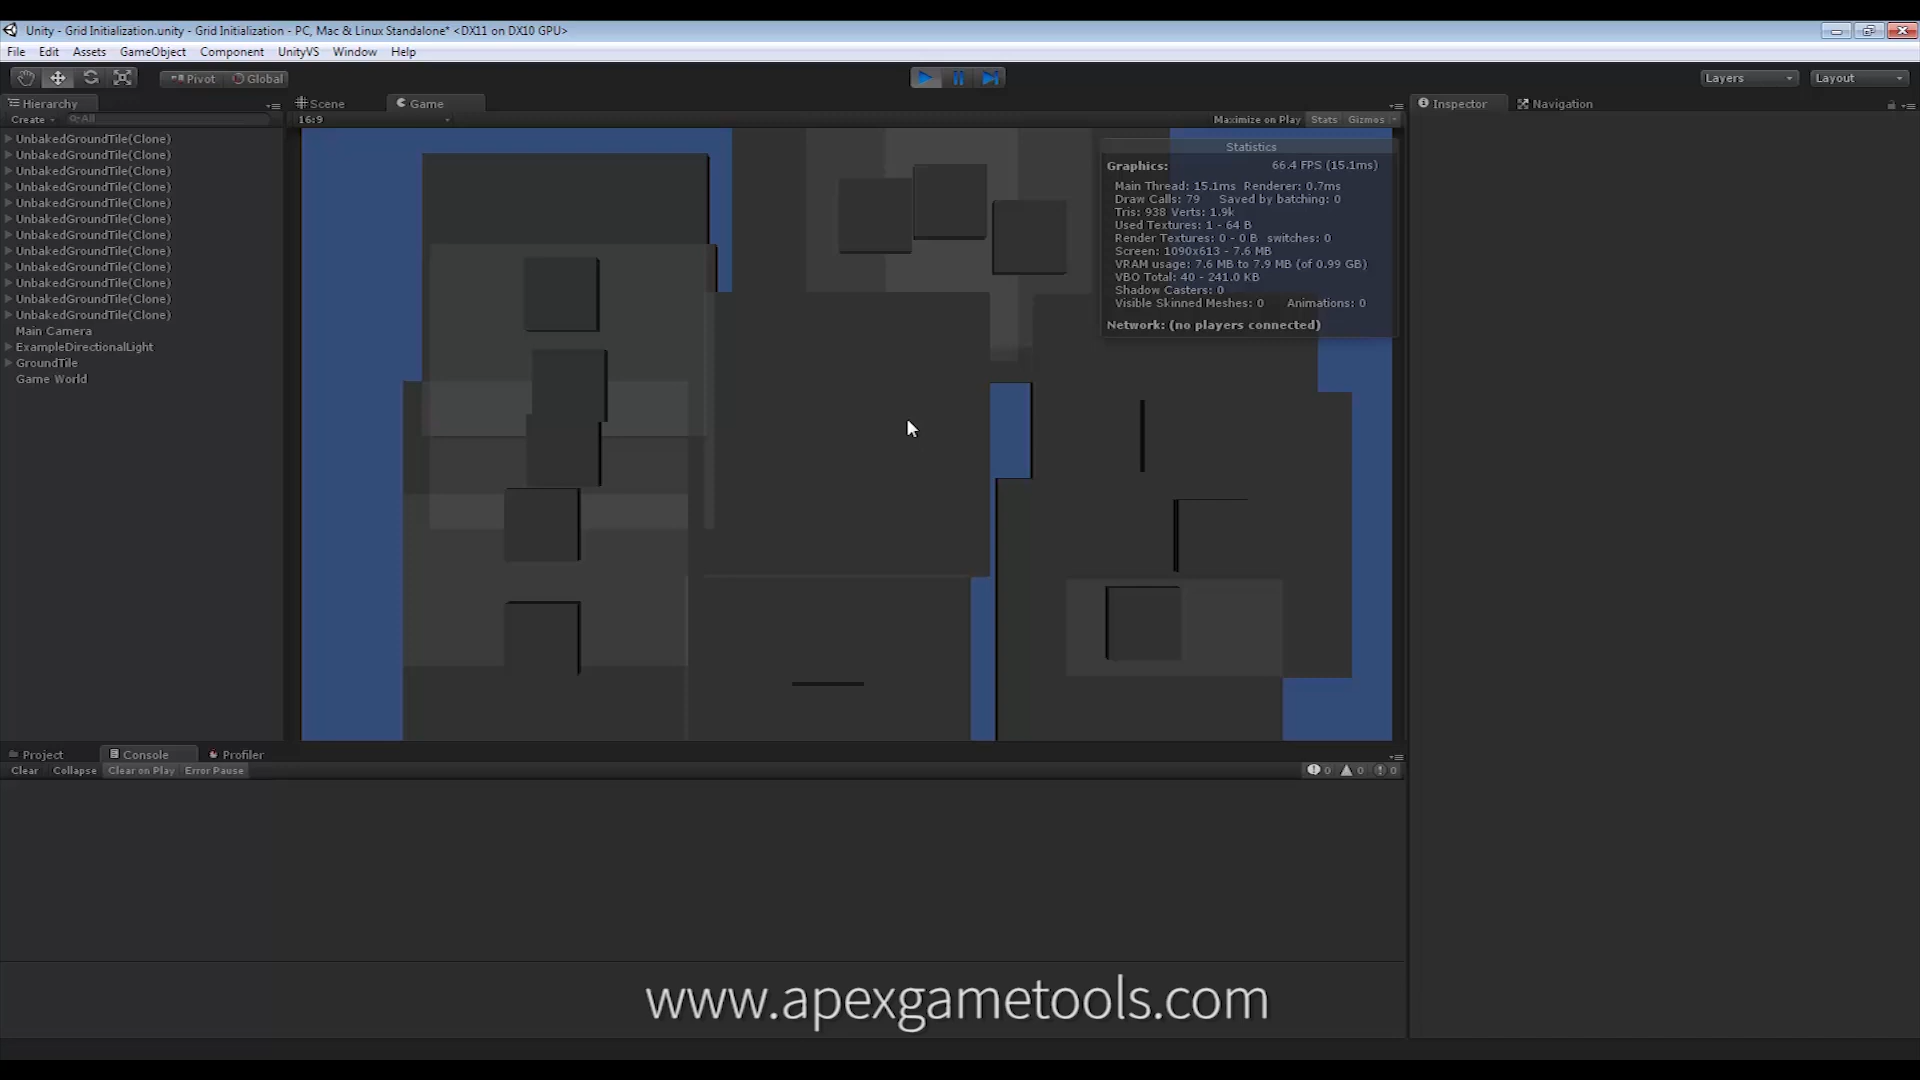 Unity - Grid Initialization.unity - Grid Initialization - PC, Mac & Linux Standalone* <DX11 on DX10 GPU>
File Edit Assets GameObject Component UnityVS Window Help
Pivot Global Layers Layout
Hierarchy Scene Game Inspector Navigation
Create All 16:9 Maximize on Play Stats Gizmos
UnbakedGroundTile(Clone)
UnbakedGroundTile(Clone)
UnbakedGroundTile(Clone)
UnbakedGroundTile(Clone)
UnbakedGroundTile(Clone)
UnbakedGroundTile(Clone)
UnbakedGroundTile(Clone)
UnbakedGroundTile(Clone)
UnbakedGroundTile(Clone)
UnbakedGroundTile(Clone)
UnbakedGroundTile(Clone)
UnbakedGroundTile(Clone)
Main Camera
ExampleDirectionalLight
GroundTile
Game World
Statistics
Graphics: 66.4 FPS (15.1ms)
Main Thread: 15.1ms Renderer: 0.7ms
Draw Calls: 79 Saved by batching: 0
Tris: 938 Verts: 1.9k
Used Textures: 1 - 64 B
Render Textures: 0 - 0 B switches: 0
Screen: 1090x613 - 7.6 MB
VRAM usage: 7.6 MB to 7.9 MB (of 0.99 GB)
VBO Total: 40 - 241.0 KB
Shadow Casters: 0
Visible Skinned Meshes: 0 Animations: 0
Network: (no players connected)
Project Console Profiler
Clear Collapse Clear on Play Error Pause 0 0 0
www.apexgametools.com